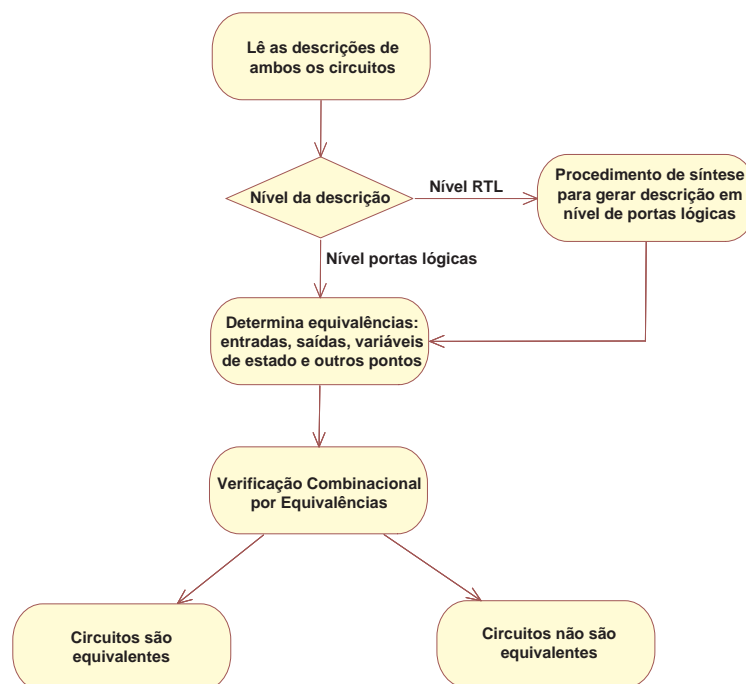 Lê as descrições de
ambos os circuitos
Nível da descrição
Nível RTL
Procedimento de síntese
para gerar descrição em
nível de portas lógicas
Nível portas lógicas
Determina equivalências:
entradas, saídas, variáveis
de estado e outros pontos
Verificação Combinacional
por Equivalências
Circuitos são
equivalentes
Circuitos não são
equivalentes